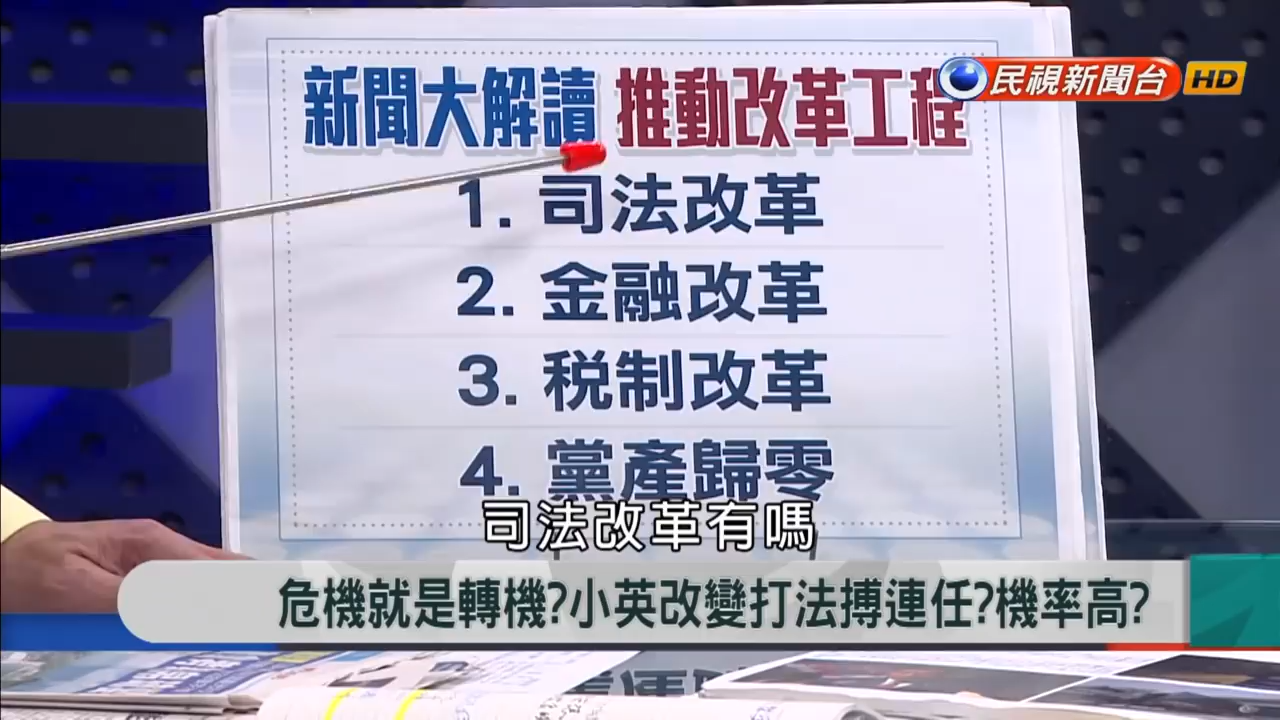 新聞大解讀 推動改革工程
民視新聞台 HD
1. 司法改革
2. 金融改革
3. 税制改革
4. 黨產歸零
司法改革有嗎
危機就是轉機?小英改變打法搏連任?機率高?